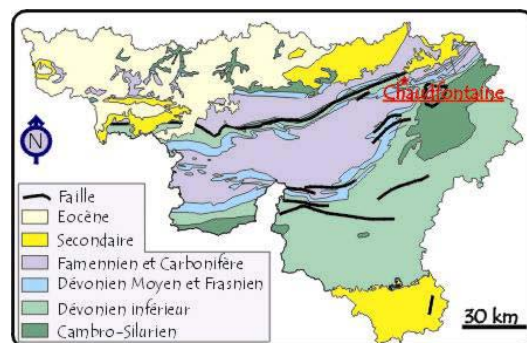 Chaudfontaine
N
Faille
Eocène
Secondaire
Famennien et Carbonifère
Dévonien Moyen et Frasnien
Dévonien inférieur
Cambro-Silurien
30 km